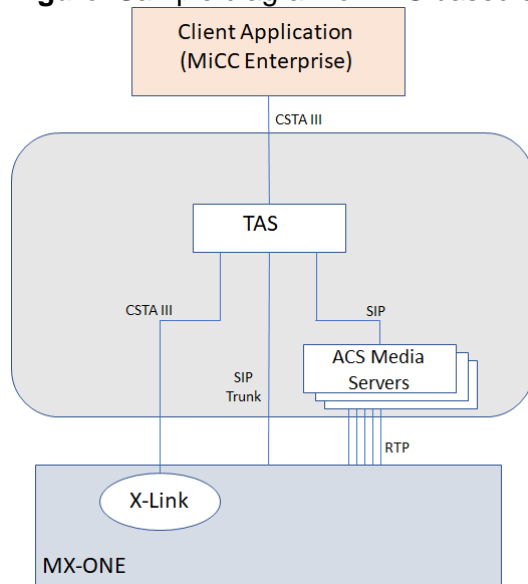 Client Application
(MiCC Enterprise)
CSTA III
TAS
CSTA III
SIP
ACS Media
Servers
SIP
Trunk
RTP
X-Link
MX-ONE